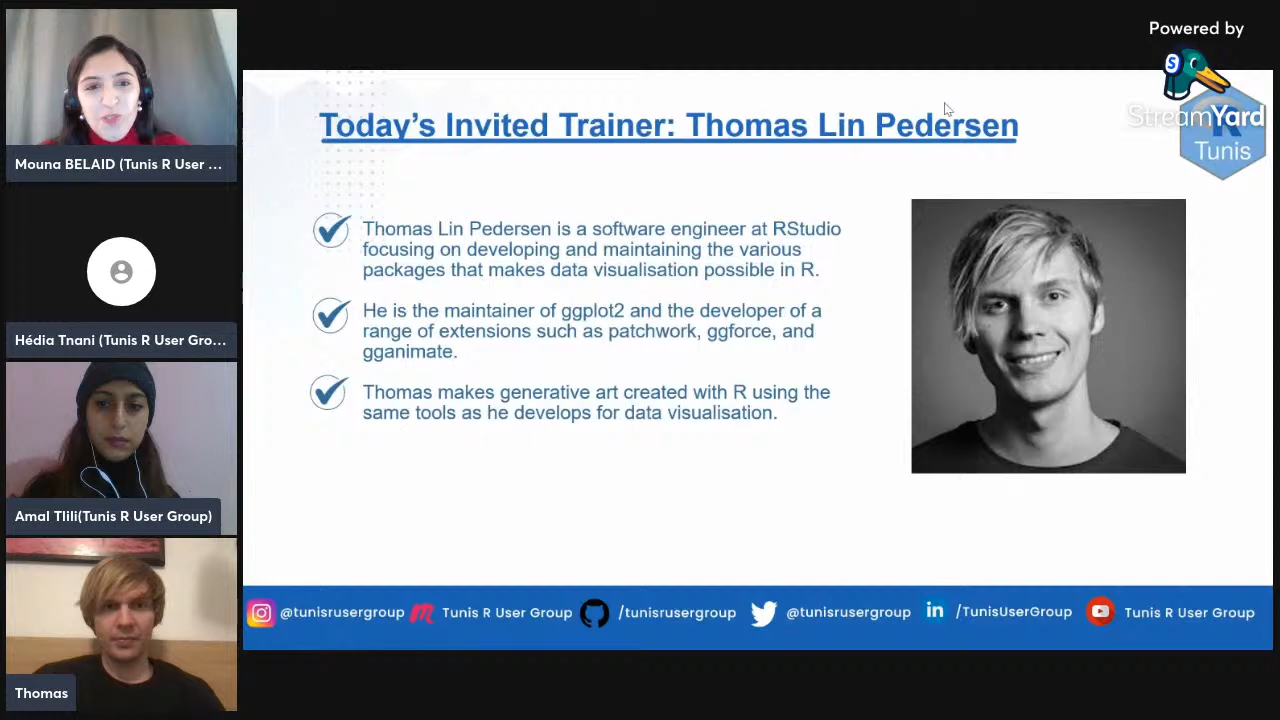 Powered by
StreamYard
S
R
Tunis
Today's Invited Trainer: Thomas Lin Pedersen
Thomas Lin Pedersen is a software engineer at RStudio
focusing on developing and maintaining the various
packages that makes data visualisation possible in R.
He is the maintainer of ggplot2 and the developer of a
range of extensions such as patchwork, ggforce, and
gganimate.
Thomas makes generative art created with R using the
same tools as he develops for data visualisation.
Mouna BELAID (Tunis R User ...
Hédia Tnani (Tunis R User Gro...
Amal Tlili(Tunis R User Group)
Thomas
@tunisrusergroup
Tunis R User Group
/tunisrusergroup
@tunisrusergroup
in
/TunisUserGroup
Tunis R User Group